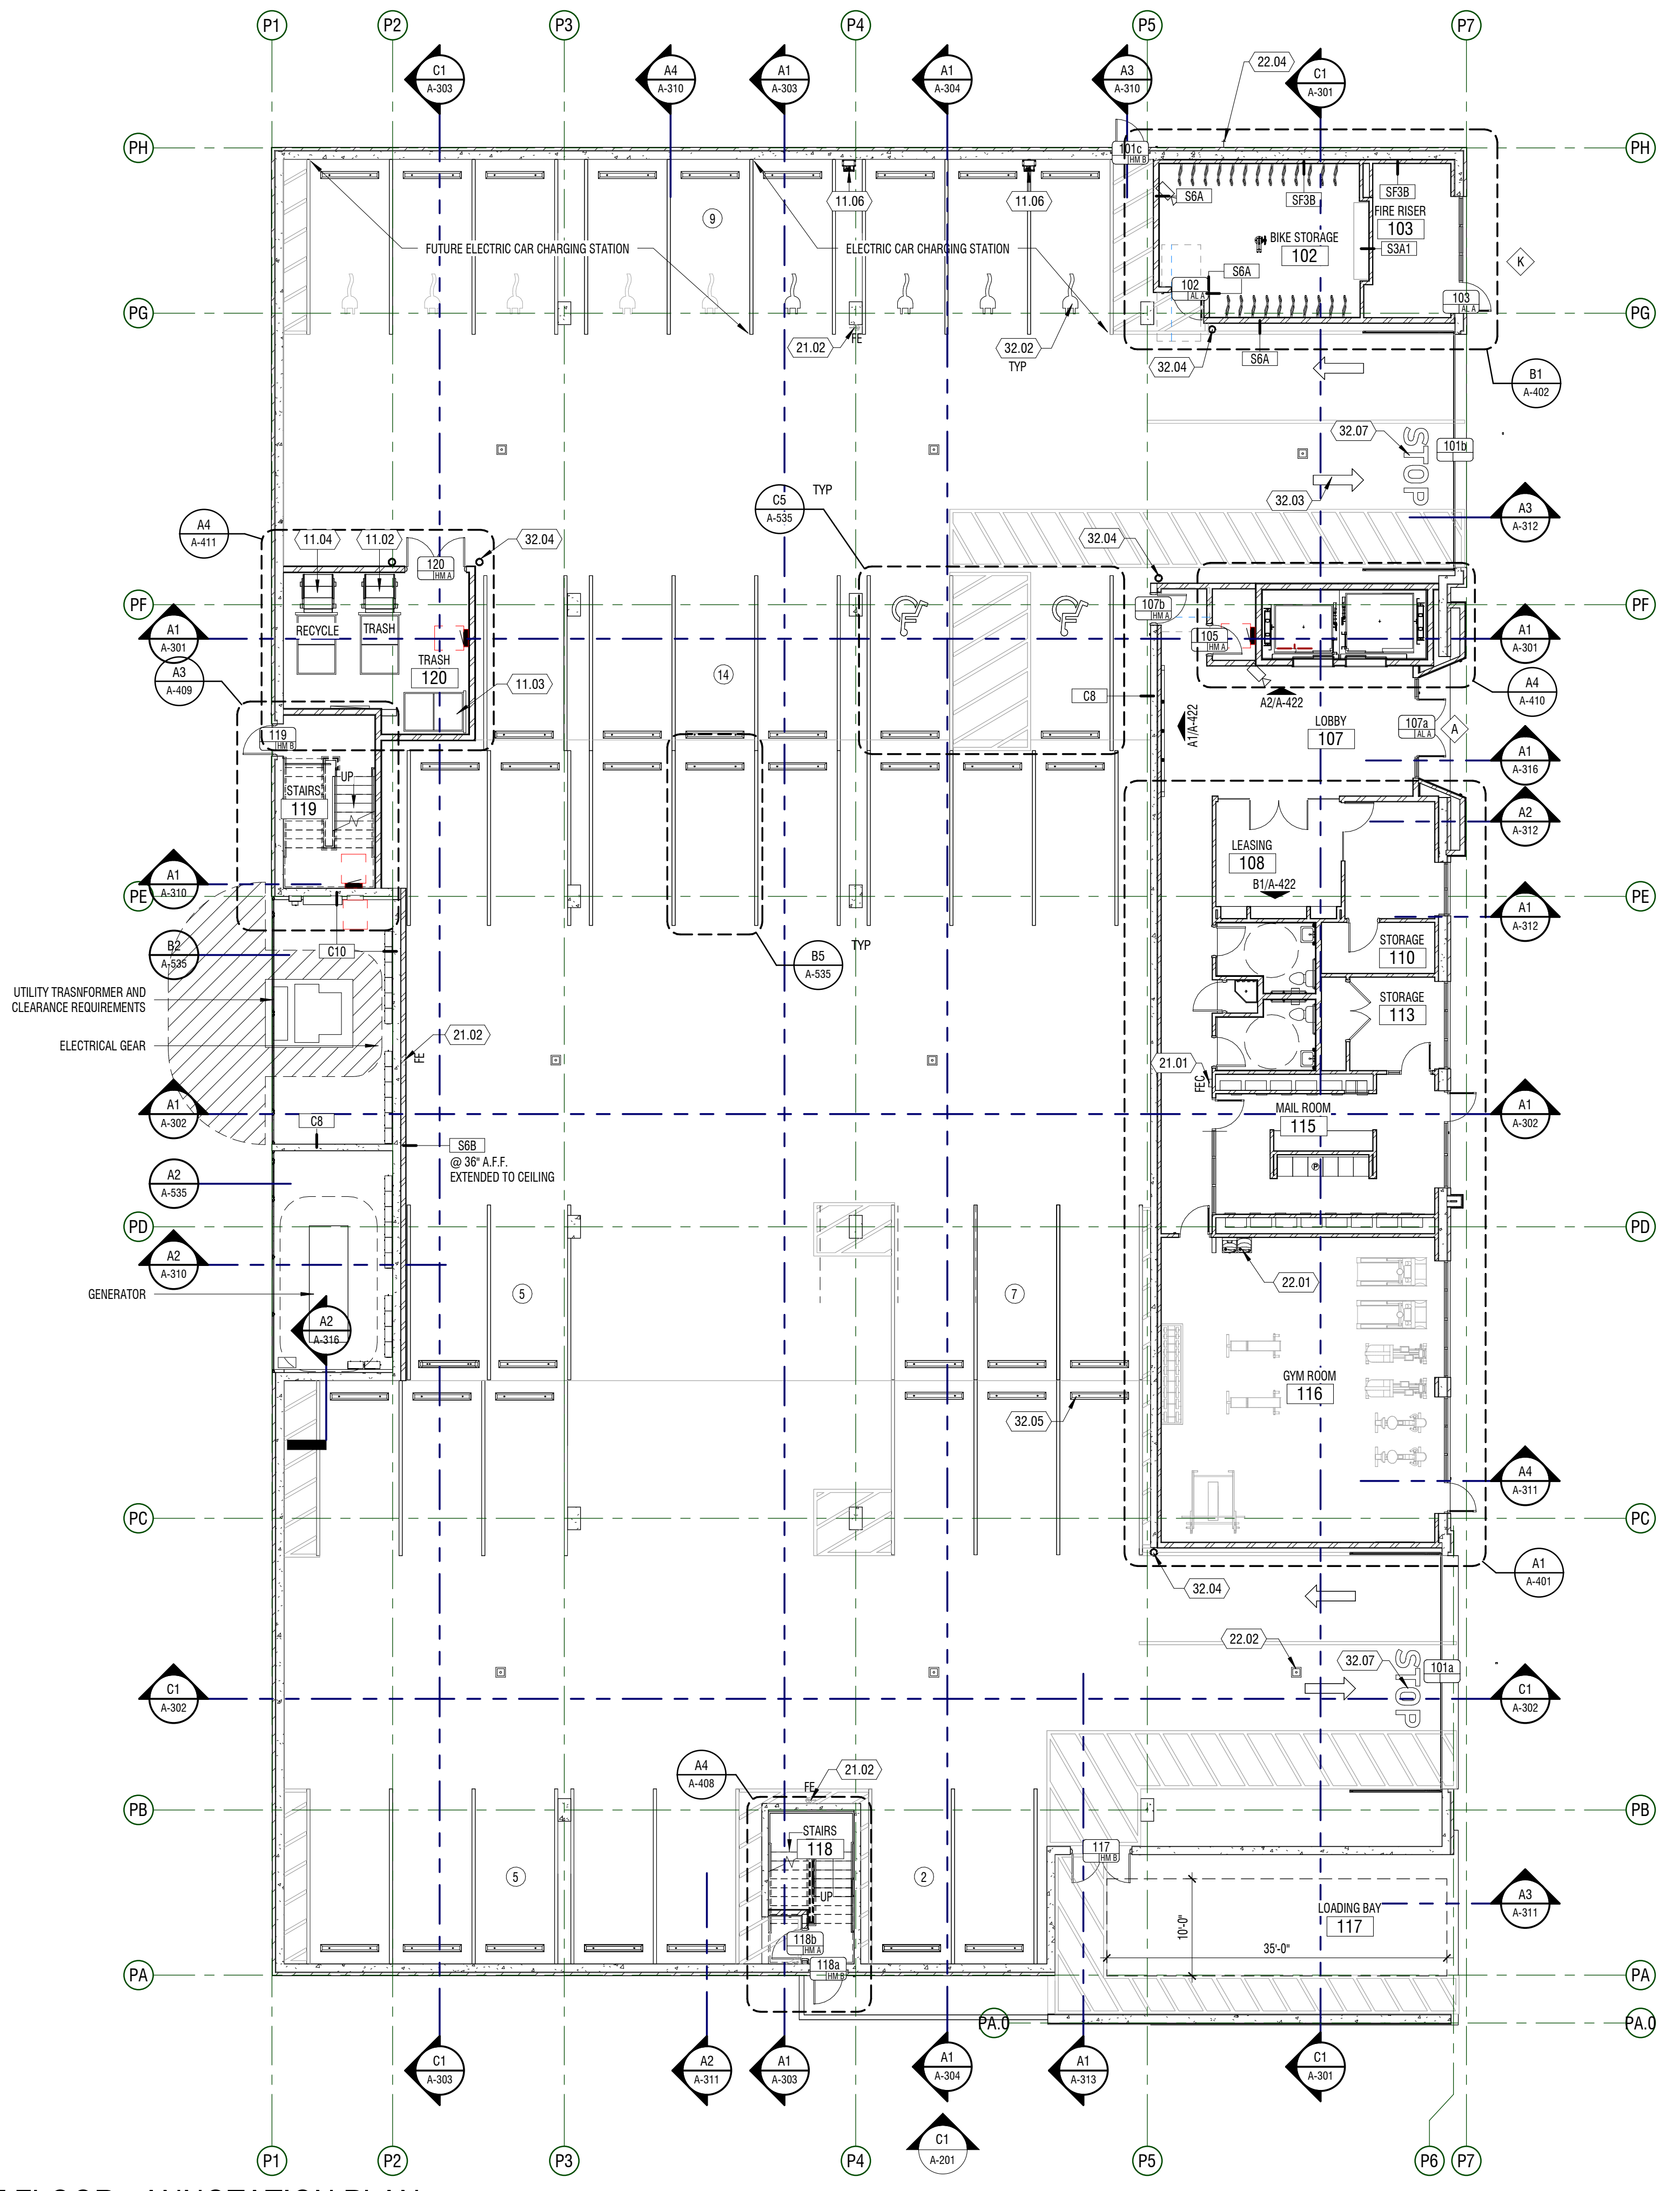 P1
P2
P3
P4
P5
P7
C1
A-303
A4
A-310
A1
A-303
A1
A-304
A3
A-310
22.04
C1
A-301
PH
101c
HM B
PH
11.06
11.06
S6A
SF3B
SF3B
FIRE RISER
103
9
FUTURE ELECTRIC CAR CHARGING STATION
ELECTRIC CAR CHARGING STATION
BIKE STORAGE
102
S3A1
K
S6A
102
AL A
103
AL A
PG
PG
21.02
FE
32.02
TYP
32.04
S6A
B1
A-402
32.07
STOP
101b
32.03
TYP
C5
A-535
A3
A-312
A4
A-411
11.04
11.02
32.04
120
HM A
32.04
PF
107b
HM A
PF
A1
A-301
RECYCLE
TRASH
105
HM A
A1
A-301
TRASH
120
A3
A-409
11.03
14
C8
A2/A-422
A4
A-410
A1/A-422
LOBBY
107
107a
AL A
A
119
HM B
A1
A-316
UP
STAIRS
119
A2
A-312
LEASING
108
A1
A-310
B1/A-422
PE
PE
A1
A-312
TYP
B2
A-535
C10
B5
A-535
STORAGE
110
UTILITY TRASNFORMER AND
CLEARANCE REQUIREMENTS
STORAGE
113
21.02
ELECTRICAL GEAR
FE
21.01
FEC
A1
A-302
C8
MAIL ROOM
115
A1
A-302
S6B
@ 36" A.F.F.
EXTENDED TO CEILING
P
A2
A-535
PD
PD
A2
A-310
22.01
GENERATOR
5
7
A2
A-316
GYM ROOM
116
32.05
A4
A-311
PC
PC
A1
A-401
32.04
22.02
32.07
STOP
101a
C1
A-302
C1
A-302
A4
A-408
21.02
FE
PB
PB
STAIRS
118
117
HM B
5
2
UP
10'-0"
LOADING BAY
117
A3
A-311
118b
HM A
35'-0"
118a
HM B
PA
PA
PA.0
PA.0
C1
A-303
A2
A-311
A1
A-303
A1
A-304
A1
A-313
C1
A-301
C1
A-201
P1
P2
P3
P4
P5
P6
P7